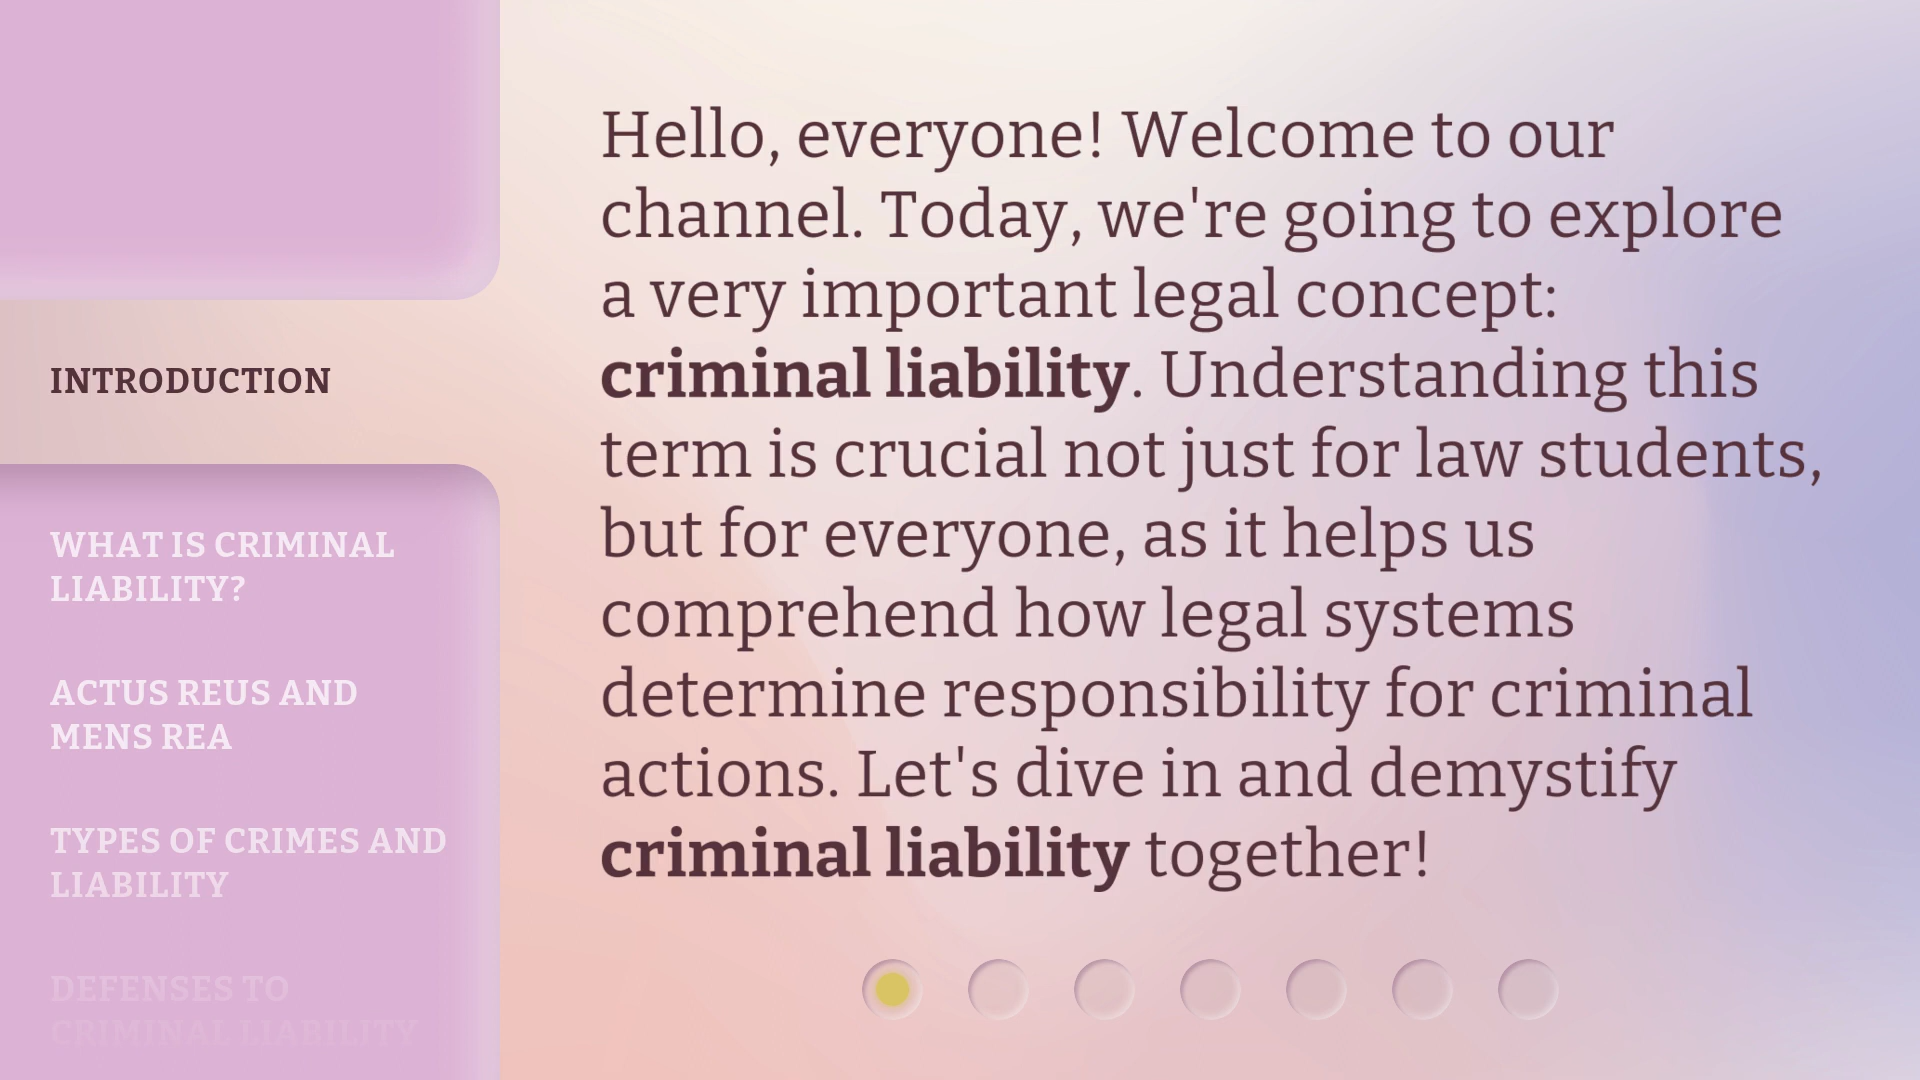 INTRODUCTION
WHAT IS CRIMINAL
LIABILITY?
ACTUS REUS AND
MENS REA
TYPES OF CRIMES AND
LIABILITY
DEFENSES TO
CRIMINAL LIABILITY
Hello, everyone! Welcome to our
channel. Today, we're going to explore
a very important legal concept:
criminal liability. Understanding this
term is crucial not just for law students,
but for everyone, as it helps us
comprehend how legal systems
determine responsibility for criminal
actions. Let's dive in and demystify
criminal liability together!